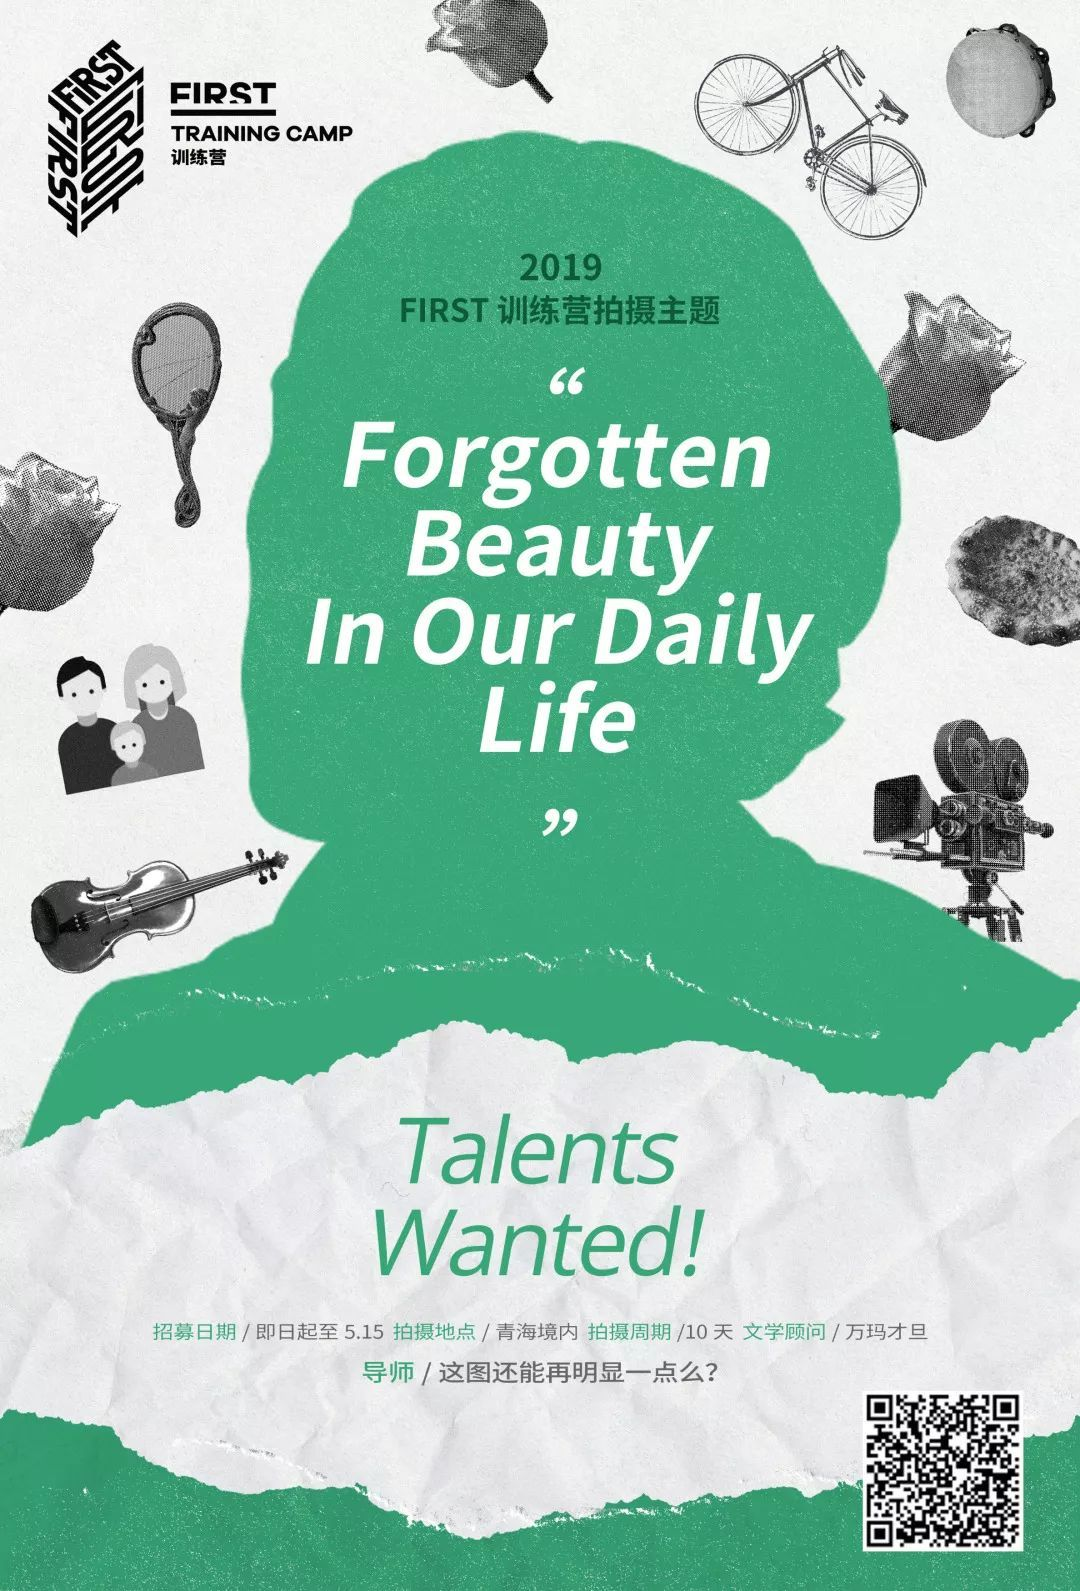 FIRST
FIRST
FIRST
FIRST
TRAINING CAMP
训练营
2019
FIRST 训练营拍摄主题
“
Forgotten
Beauty
In Our Daily
Life
”
Talents
Wanted!
招募日期 / 即日起至 5.15 拍摄地点 / 青海境内 拍摄周期 /10 天 文学顾问 / 万玛才旦
导师 / 这图还能再明显一点么？